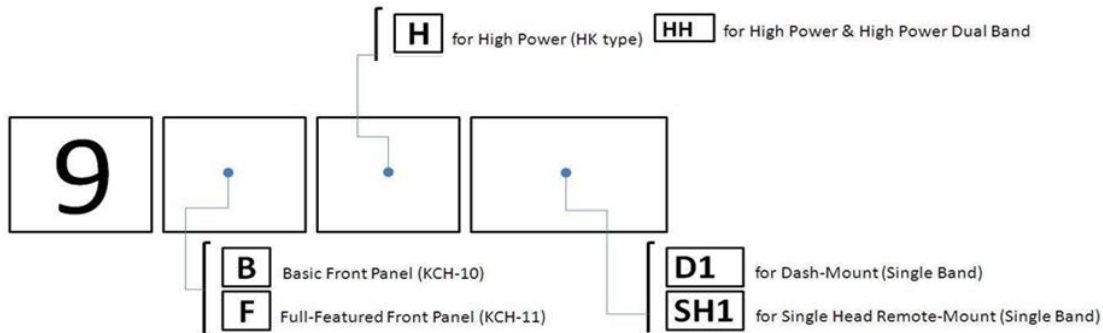 H for High Power (HK type) HH for High Power & High Power Dual Band
9
B Basic Front Panel (KCH-10)
F Full-Featured Front Panel (KCH-11)
D1 for Dash-Mount (Single Band)
SH1 for Single Head Remote-Mount (Single Band)